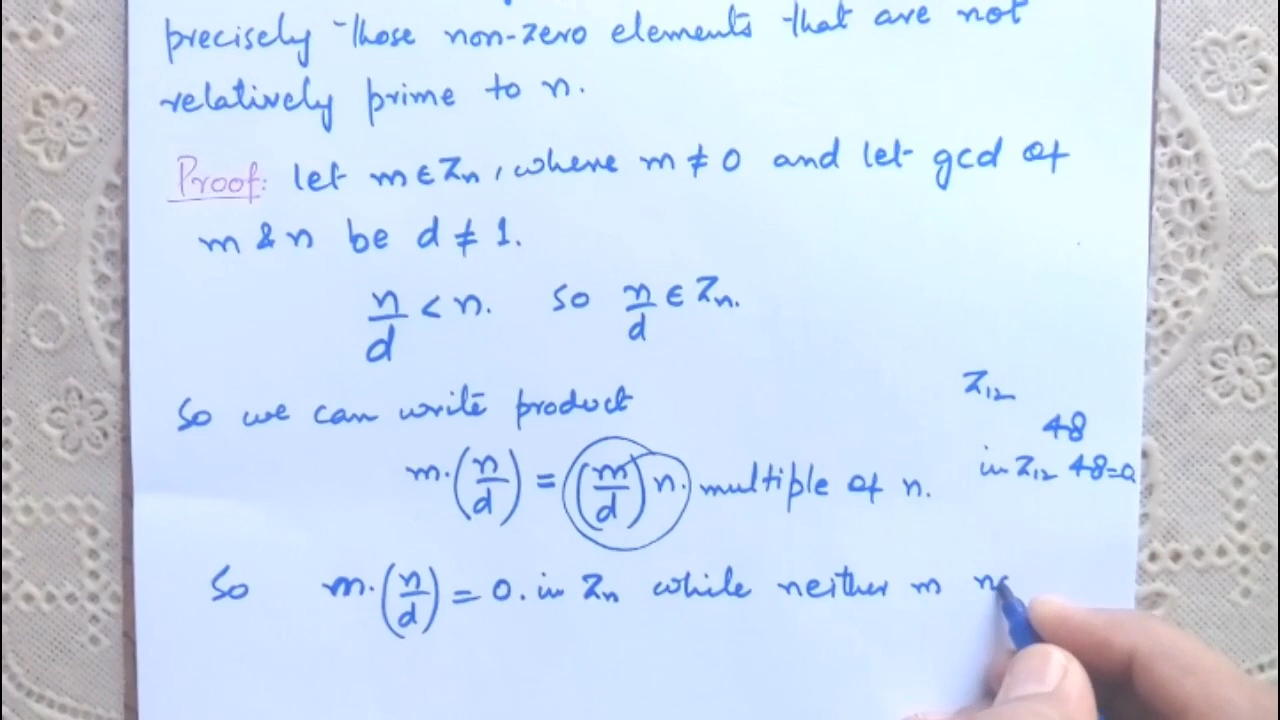 precisely those non-zero elements that are not
relatively prime to n.
Proof: let m ∈ Zn, where m ≠ 0 and let gcd of
m & n be d ≠ 1.
n/d < n. so n/d ∈ Zn.
So we can write product
m.(n/d) = (m/d) n. multiple of n.
Z12
48
in Z12 48=0
So m.(n/d) = 0. in Zn while neither m